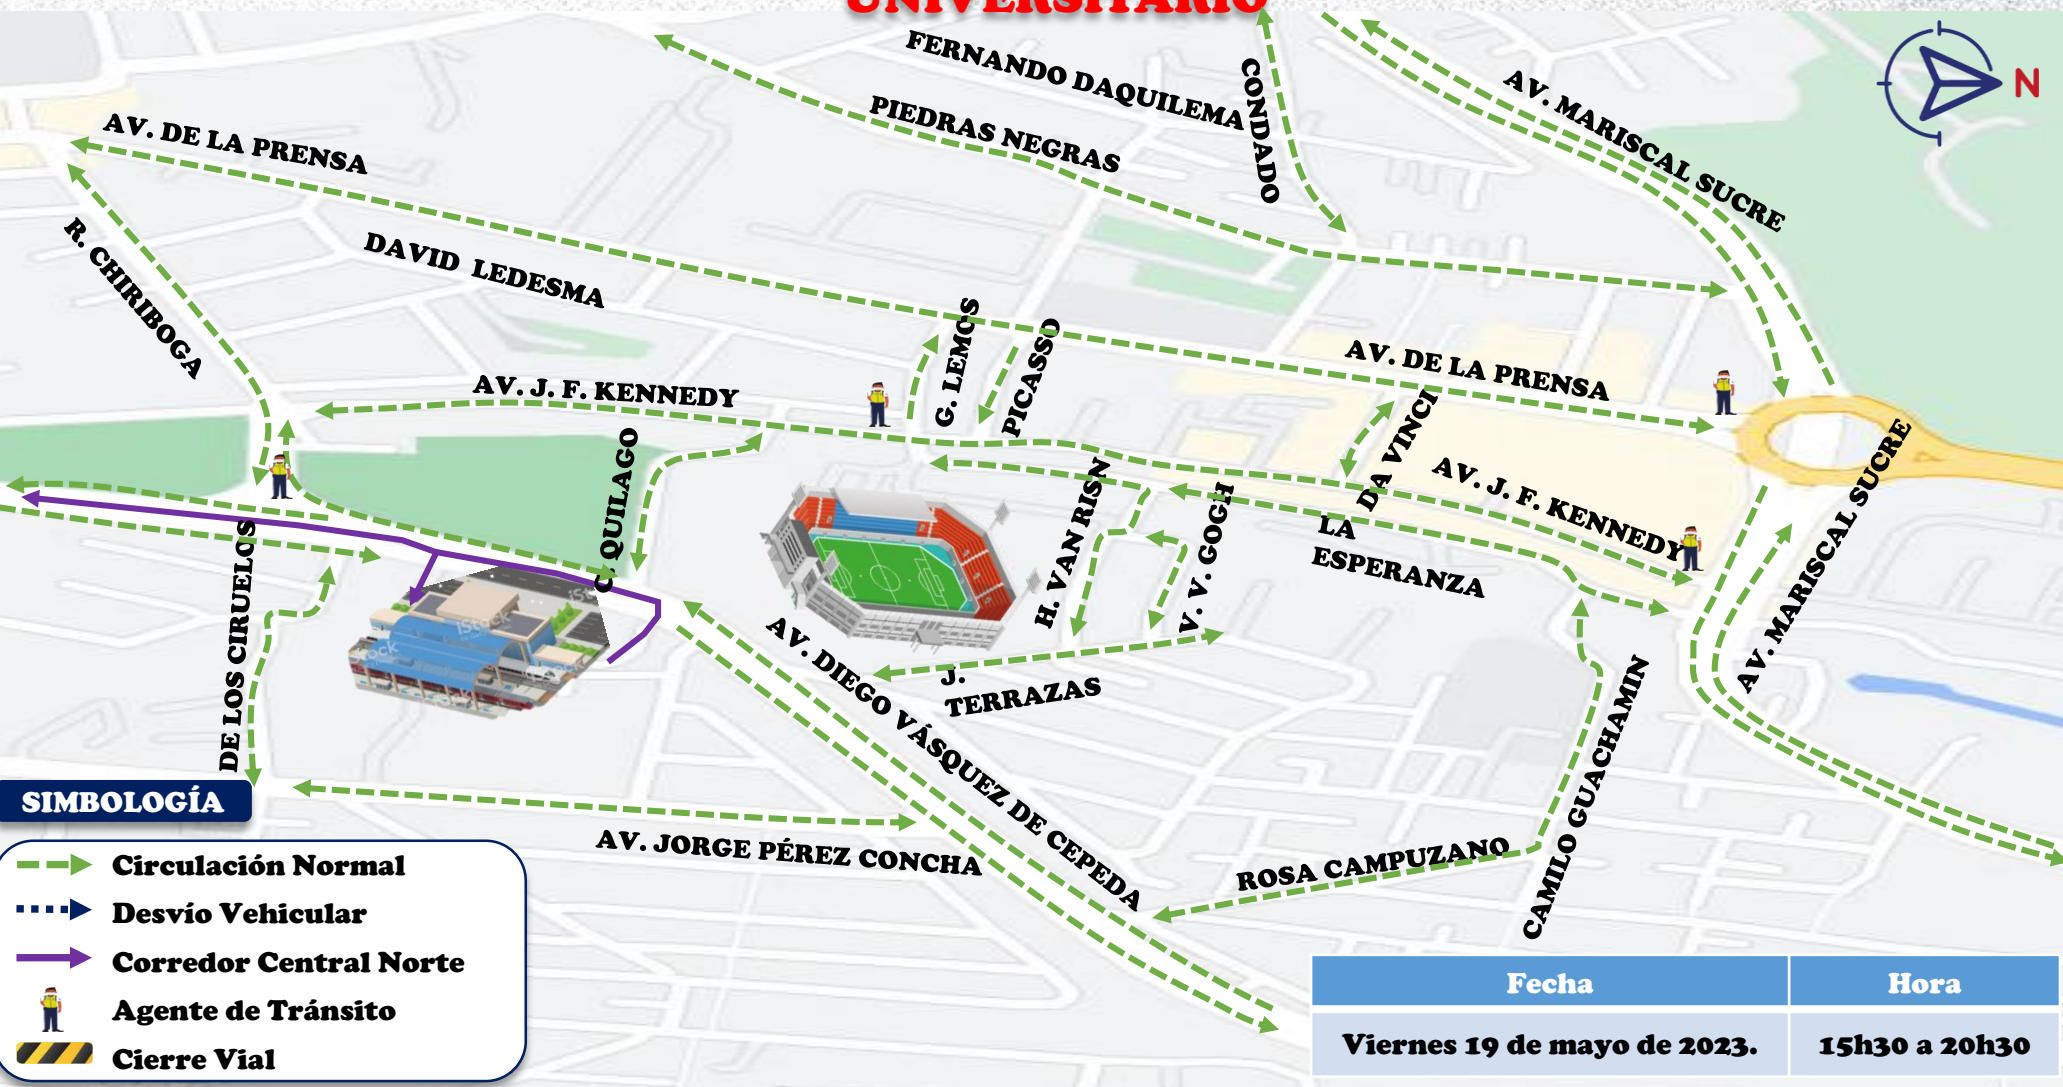 UNIVERSITARIO
N
FERNANDO DAQUILEMA
CONDADO
AV. MARISCAL SUCRE
PIEDRAS NEGRAS
AV. DE LA PRENSA
R. CHIRIBOGA
DAVID LEDESMA
G. LEMOS
PICASSO
AV. DE LA PRENSA
AV. J. F. KENNEDY
DA VINCI
C. QUILAGO
H. VAN RISN
V. V. GOGH
AV. J. F. KENNEDY
LA
ESPERANZA
AV. MARISCAL SUCRE
DE LOS CIRUELOS
iStock
J.
TERRAZAS
AV. DIEGO VÁSQUEZ DE CEPEDA
CAMILO GUACHAMIN
AV. JORGE PÉREZ CONCHA
ROSA CAMPUZANO
SIMBOLOGÍA
Circulación Normal
Desvío Vehicular
Corredor Central Norte
Agente de Tránsito
Cierre Vial
Fecha Hora
Viernes 19 de mayo de 2023. 15h30 a 20h30